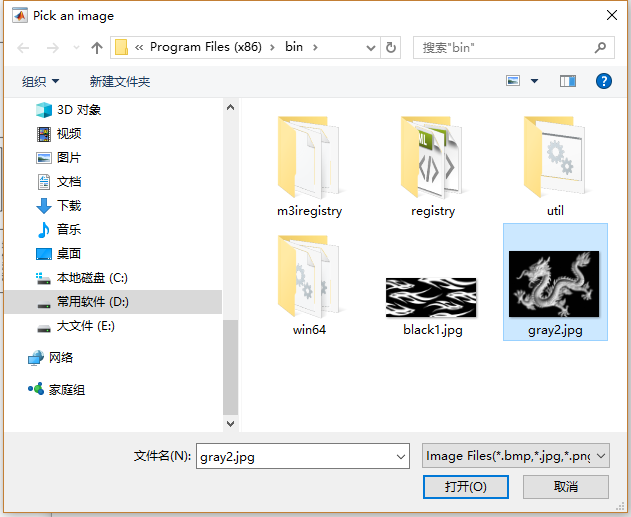 Pick an image
« Program Files (x86) › bin ›
搜索"bin"
组织
新建文件夹
3D 对象
视频
图片
文档
下载
音乐
桌面
本地磁盘 (C:)
常用软件 (D:)
大文件 (E:)
网络
家庭组
m3iregistry
registry
util
win64
black1.jpg
gray2.jpg
文件名(N):
gray2.jpg
Image Files(*.bmp,*.jpg,*.png
打开(O)
取消